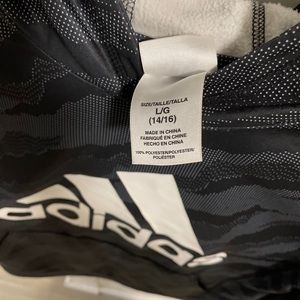 SIZE/TAILLE/TALLA
L/G
(14/16)
MADE IN CHINA
FABRIQUÉ EN CHINE
HECHO EN CHINA
100% POLYESTER/POLYESTER/
POLIÉSTER
adidas